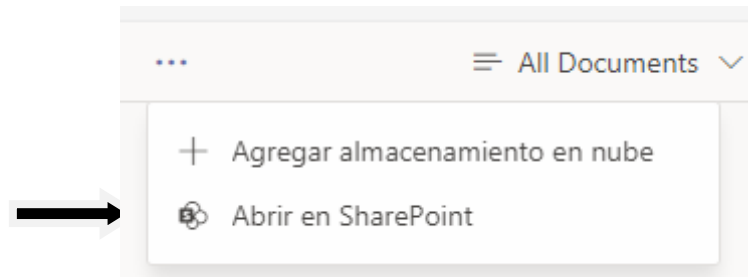 ... All Documents
Agregar almacenamiento en nube
Abrir en SharePoint